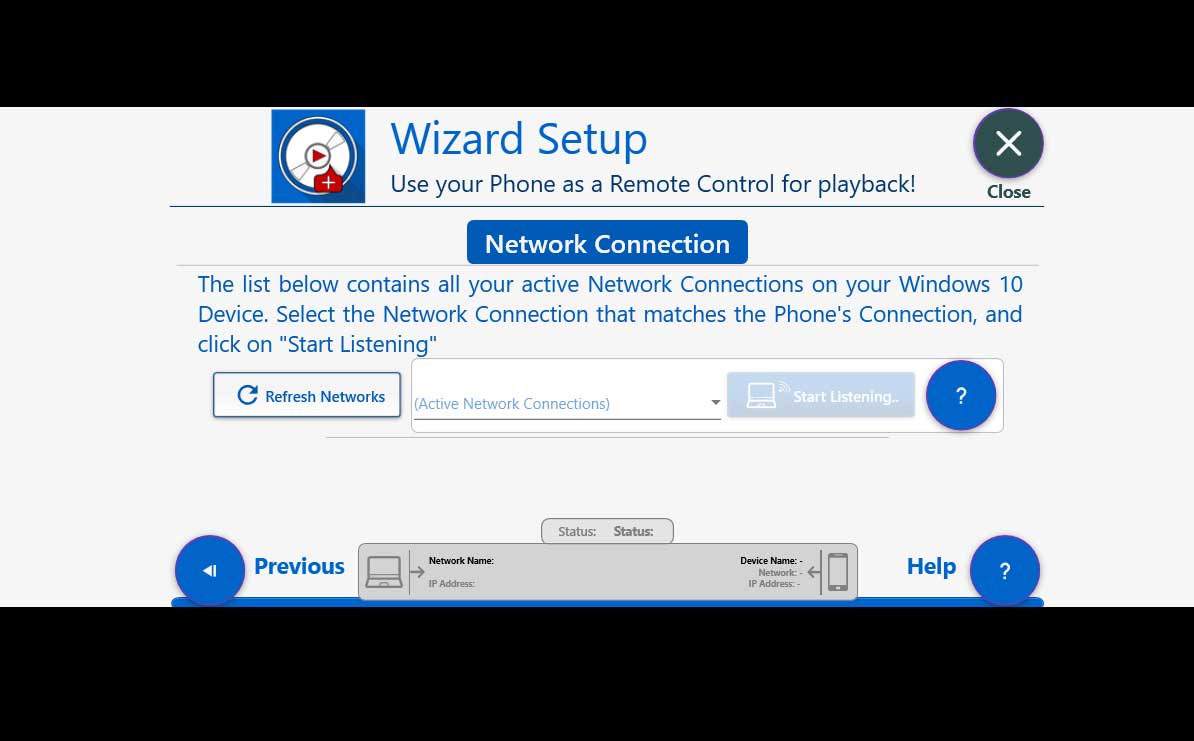 Wizard Setup
Use your Phone as a Remote Control for playback!
Close
Network Connection
The list below contains all your active Network Connections on your Windows 10
Device. Select the Network Connection that matches the Phone's Connection, and
click on "Start Listening"
Refresh Networks
(Active Network Connections)
Start Listening..
?
Status: Status:
Previous
Network Name:
IP Address:
Device Name: -
Network: -
IP Address: -
Help
?